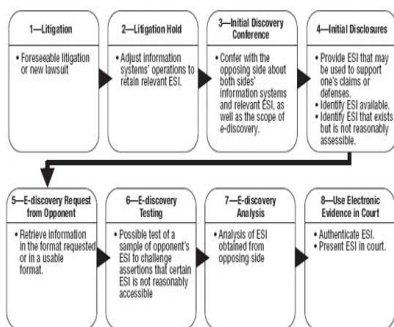 1—Litigation
• Foreseeable litigation
or new lawsuit
2—Litigation Hold
• Adjust information
systems' operations to
retain relevant ESI.
3—Initial Discovery
Conference
• Confer with the
opposing side about
both sides'
information systems
and relevant ESI, as
well as the scope of
e-discovery.
4—Initial Disclosures
• Provide ESI that may
be used to support
one's claims or
defenses.
• Identify ESI available.
• Identify ESI that exists
but is not reasonably
accessible.
5—E-discovery Request
from Opponent
• Retrieve information
in the format requested
or in a usable
format.
6—E-discovery
Testing
• Possible test of a
sample of opponent's
ESI to challenge
assertions that certain
ESI is not reasonably
accessible
7—E-discovery
Analysis
• Analysis of ESI
obtained from
opposing side
8—Use Electronic
Evidence in Court
• Authenticate ESI.
• Present ESI in court.